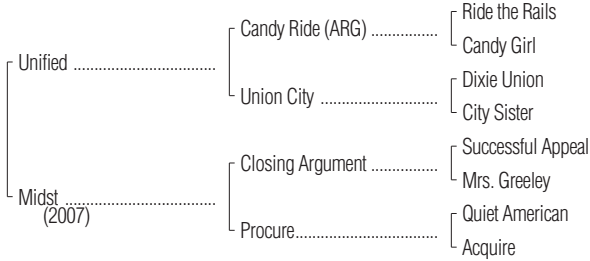 Ride the Rails
Candy Ride (ARG) ................
Candy Girl
Unified ..................................
Dixie Union
Union City ............................
City Sister
Successful Appeal
Closing Argument ................
Mrs. Greeley
Midst ....................................
(2007)
Quiet American
Procure..................................
Acquire